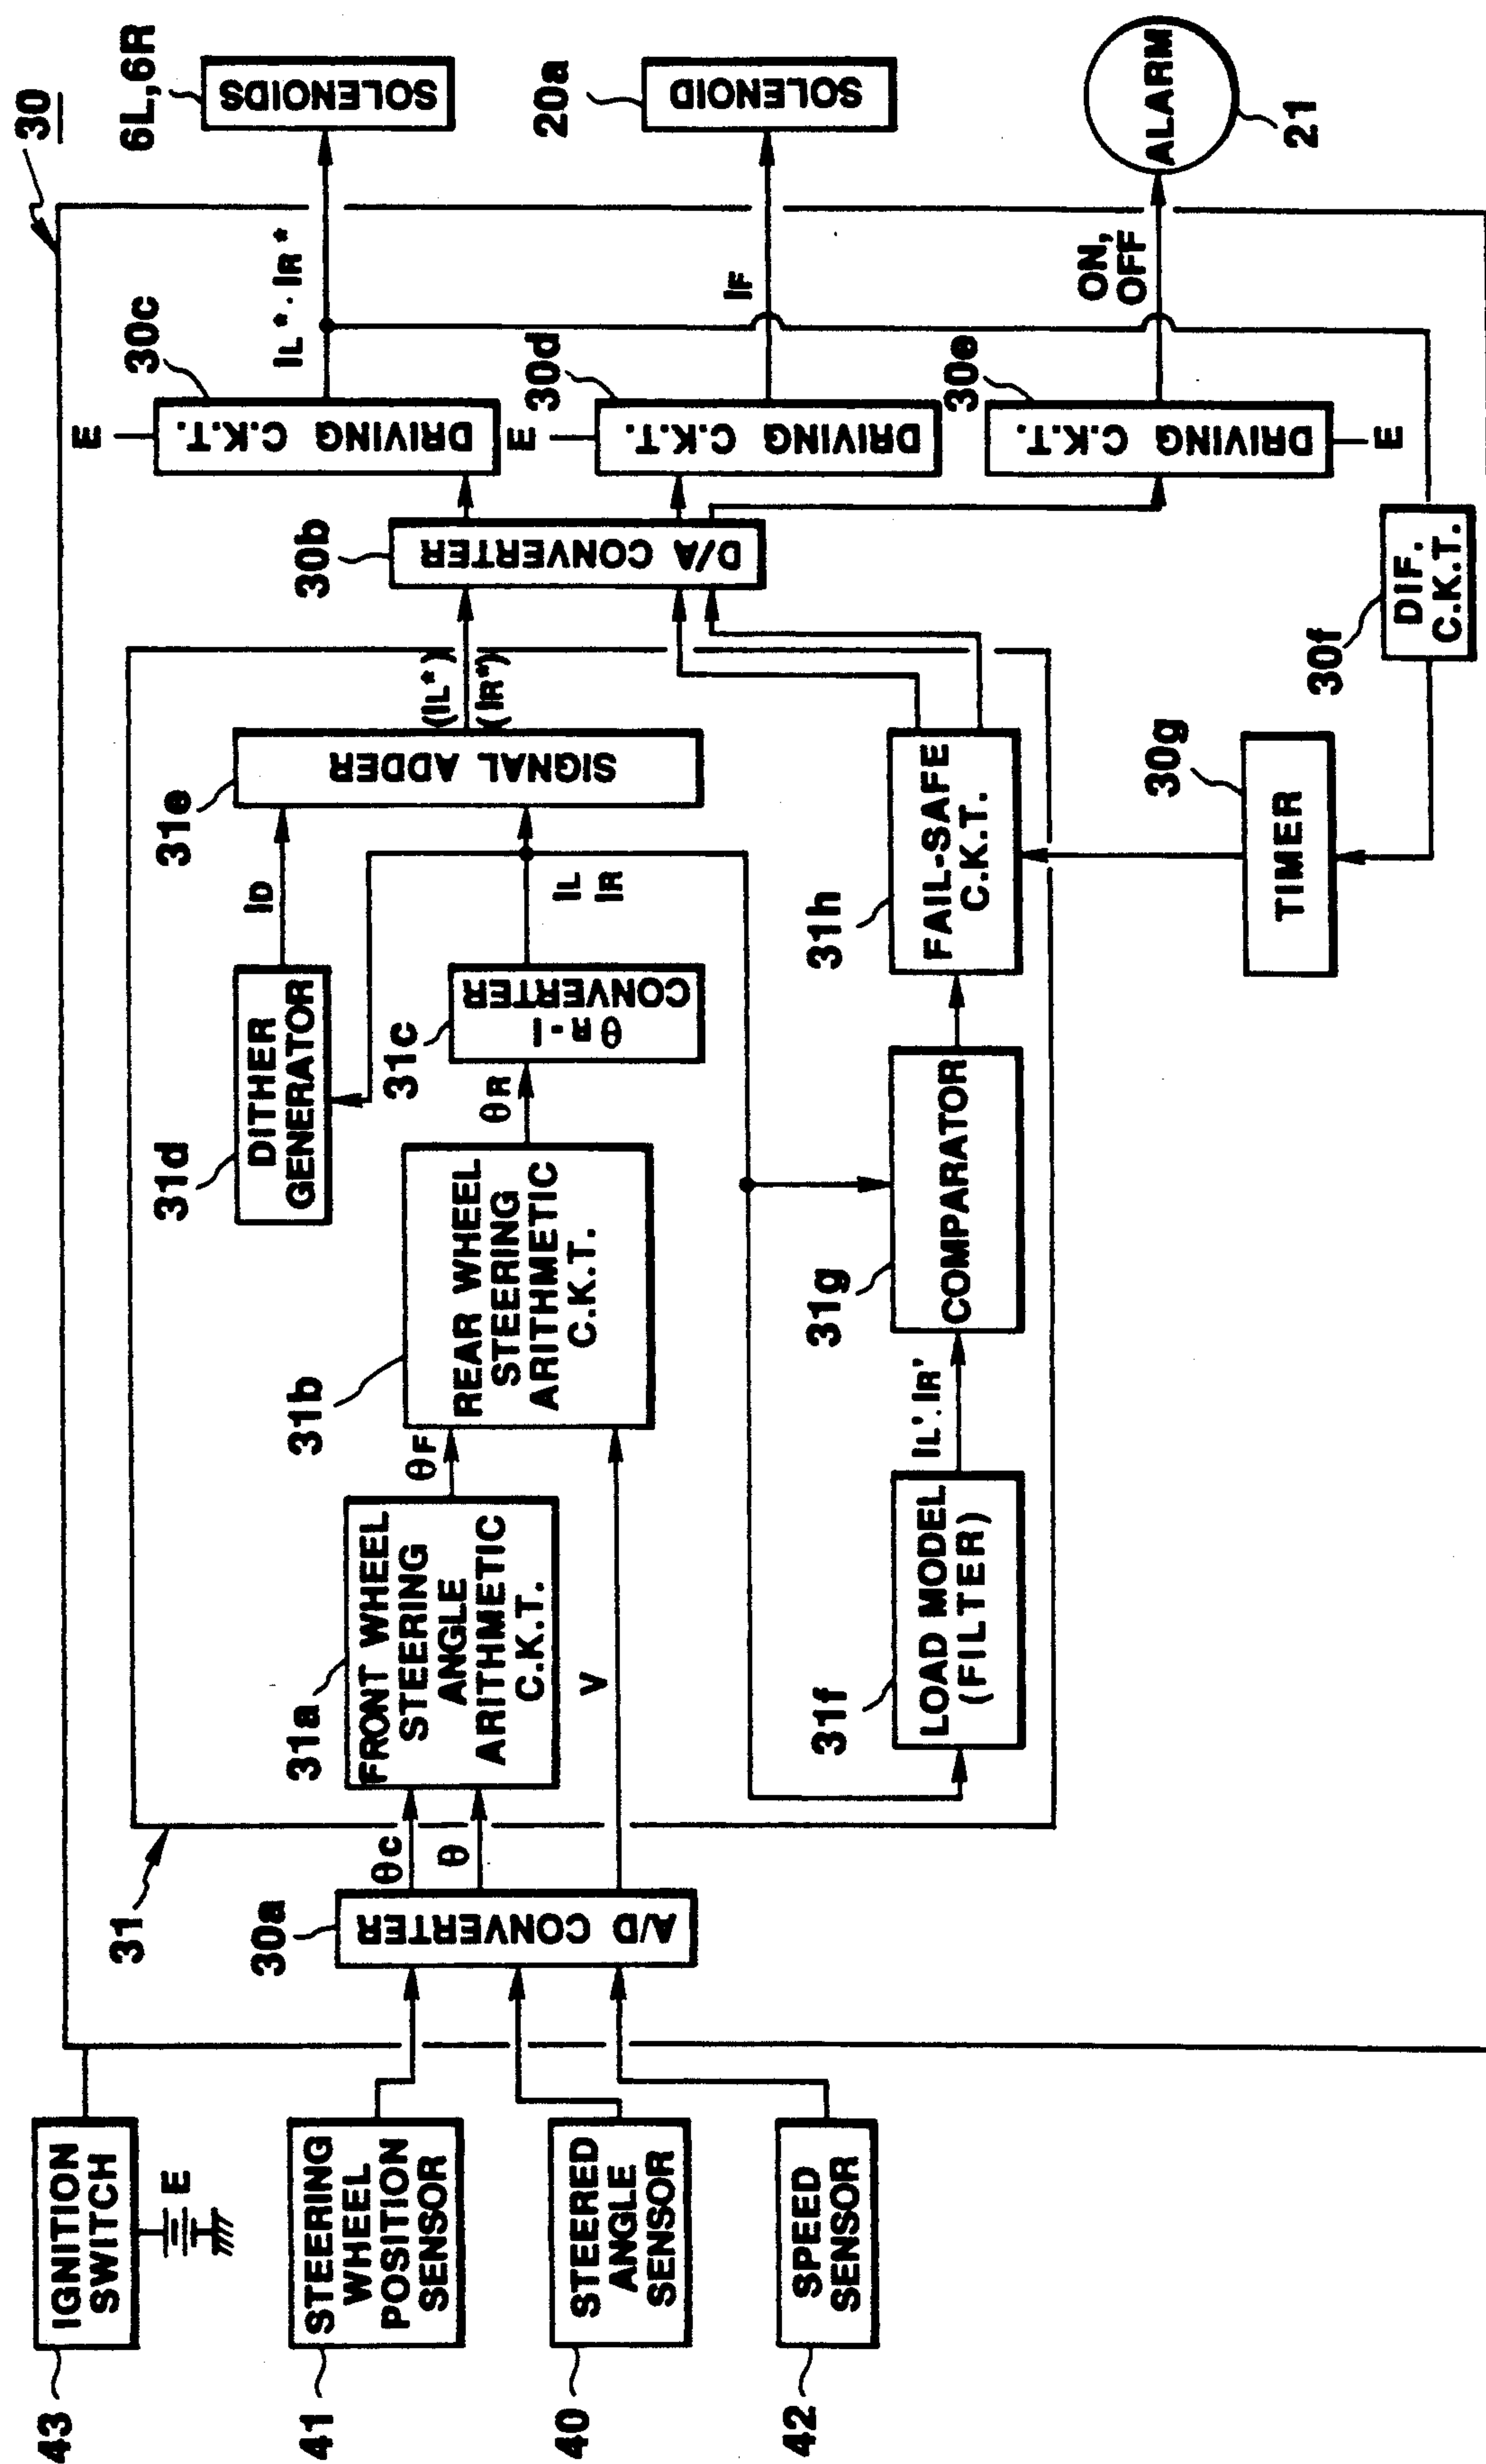 30
43
IGNITION
SWITCH
E
41
STEERING
WHEEL
POSITION
SENSOR
40
STEERED
ANGLE
SENSOR
42
SPEED
SENSOR
30a
A/D CONVERTER
31
θC
θ
V
31a
FRONT WHEEL
STEERING
ANGLE
ARITHMETIC
C.K.T.
θF
31b
REAR WHEEL
STEERING
ARITHMETIC
C.K.T.
θR
31c
θR-I
CONVERTER
IL
IR
31d
DITHER
GENERATOR
ID
31e
SIGNAL ADDER
(IL*)
(IR*)
31f
LOAD MODEL
(FILTER)
IL'.IR'
31g
COMPARATOR
31h
FAIL-SAFE
C.K.T.
30b
D/A CONVERTER
30c
DRIVING C.K.T.
E
IL*.IR*
6L,6R
SOLENOIDS
30d
DRIVING C.K.T.
E
IF
20a
SOLENOID
30e
DRIVING C.K.T.
E
ON,
OFF
ALARM
21
30f
DIF.
C.K.T.
30g
TIMER